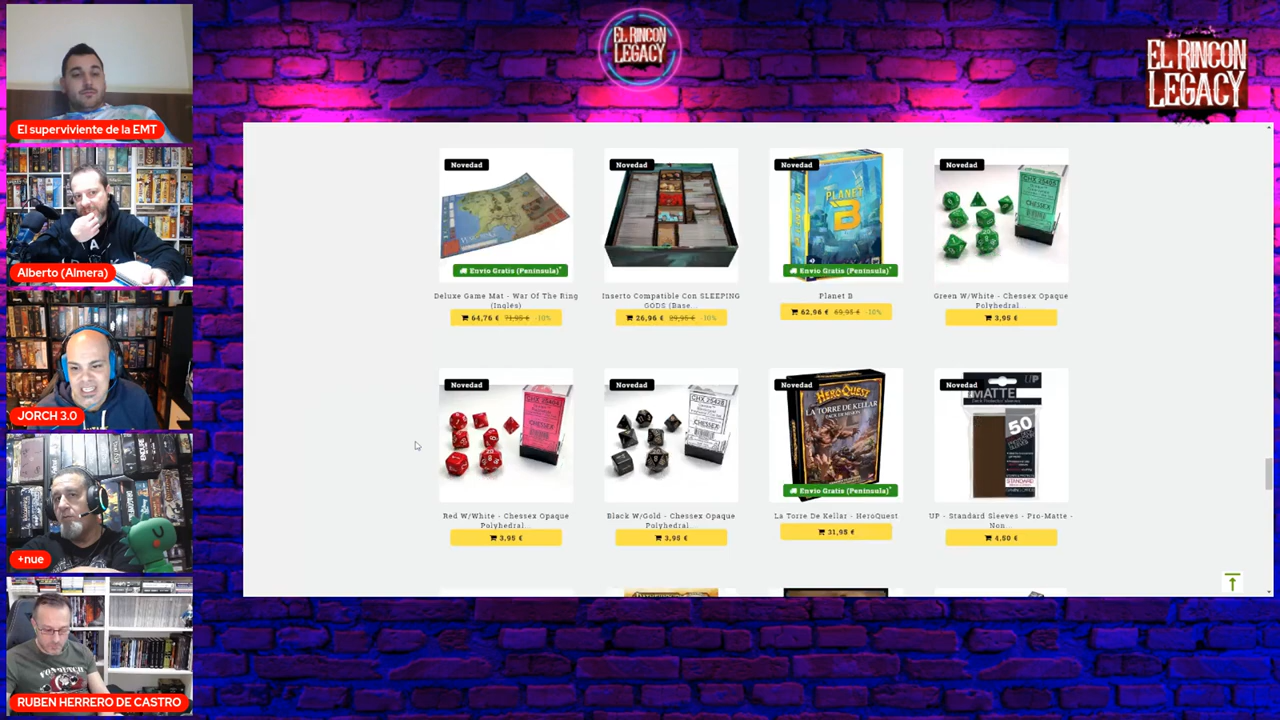 El superviviente de la EMT
Alberto (Almera)
JORCH 3.0
+nue
RUBEN HERRERO DE CASTRO
EL RINCON
LEGACY
EL RINCON
LEGACY
Novedad
Envío Gratis (Península)*
Deluxe Game Mat - War Of The Ring
(Inglés)
64,76 € 71,95 € -10%
Novedad
Inserto Compatible Con SLEEPING
GODS (Base...
26,96 € 29,95 € -10%
Novedad
PLANET
B
Envío Gratis (Península)*
Planet B
62,96 € 69,95 € -10%
Novedad
CHESSEX
Green W/White - Chessex Opaque
Polyhedral
3,95 €
Novedad
Red W/White - Chessex Opaque
Polyhedral...
3,95 €
Novedad
Black W/Gold - Chessex Opaque
Polyhedral...
3,95 €
Novedad
HEROQUEST
LA TORRE DE KELLAR
Envío Gratis (Península)*
La Torre De Kellar - HeroQuest
31,95 €
Novedad
UP
MATTE
50
STANDARD
UP - Standard Sleeves - Pro-Matte -
Non...
4,50 €